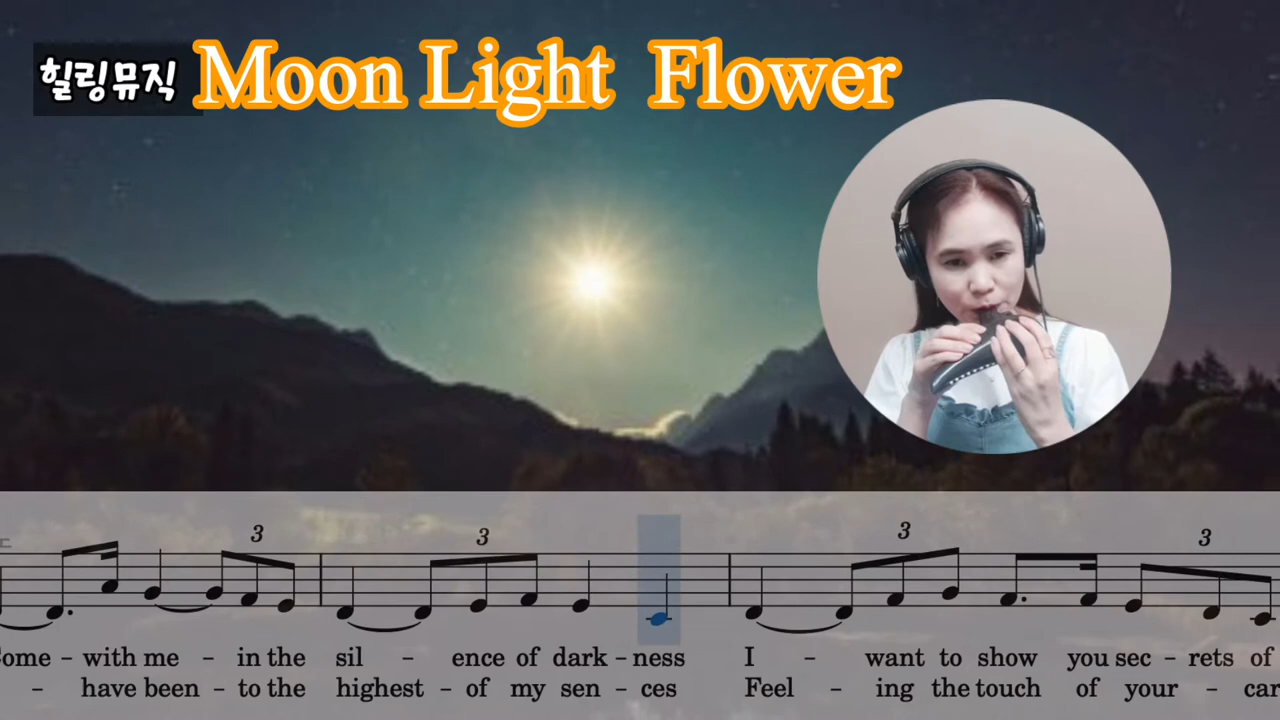 힐링뮤직 Moon Light Flower
3 3 3 3
ome - with me - in the sil - ence of dark - ness I - want to show you sec - rets of
- have been - to the highest - of my sen - ces Feel - ing the touch of your - car